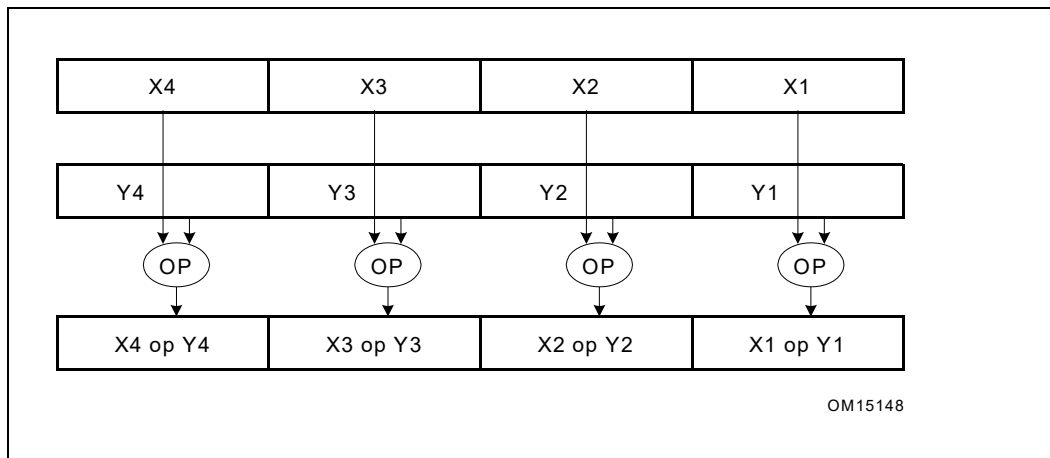 X4 X3 X2 X1
Y4 Y3 Y2 Y1
OP OP OP OP
X4 op Y4 X3 op Y3 X2 op Y2 X1 op Y1
OM15148